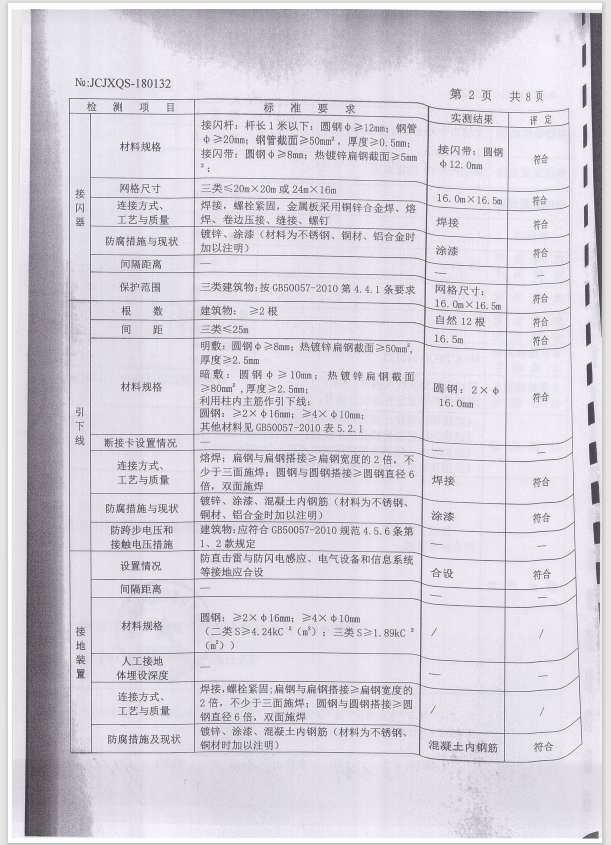 №:JCJXQS-180132
第 2 页 共 8 页
检 测 项 目
标 准 要 求
实测结果
评 定
接闪器
材料规格
接闪杆：杆长 1 米以下：圆钢φ≥12mm；钢管
φ≥20mm；钢管截面≥50mm²，厚度≥0.5mm；
接闪带：圆钢φ≥8mm；热镀锌扁钢截面≥5mm
²；
接闪带：圆钢
φ12.0mm
符合
网格尺寸
三类≤20m×20m 或 24m×16m
16.0m×16.5m
符合
连接方式、
工艺与质量
焊接，螺栓紧固，金属板采用铜锌合金焊、熔
焊、卷边压接、缝接、螺钉
焊接
符合
防腐措施与现状
镀锌、涂漆（材料为不锈钢、铜材、铝合金时
加以注明）
涂漆
符合
间隔距离
—
—
—
保护范围
三类建筑物：按 GB50057-2010 第 4.4.1 条要求
网格尺寸：
16.0m×16.5m
符合
引下线
根 数
建筑物： ≥2根
自然 12 根
符合
间 距
三类≤25m
16.5m
符合
材料规格
明敷：圆钢φ≥8mm；热镀锌扁钢截面≥50mm²,
厚度≥2.5mm
暗敷：圆钢φ≥10mm；热镀锌扁钢截面
≥80mm²,厚度≥2.5mm；
利用柱内主筋作引下线：
圆钢：≥2×φ16mm；≥4×φ10mm；
其他材料见 GB50057-2010 表 5.2.1
圆钢：2×φ
16.0mm
符合
断接卡设置情况
—
—
—
连接方式、
工艺与质量
熔焊；扁钢与扁钢搭接≥扁钢宽度的 2 倍，不
少于三面施焊；圆钢与圆钢搭接≥圆钢直径 6
倍，双面施焊
焊接
符合
防腐措施与现状
镀锌、涂漆、混凝土内钢筋（材料为不锈钢、
铜材、铝合金时加以注明）
涂漆
符合
防跨步电压和
接触电压措施
建筑物:应符合 GB50057-2010 规范 4.5.6 条第
1、2 款规定
—
—
接地装置
设置情况
防直击雷与防闪电感应、电气设备和信息系统
等接地应合设
合设
符合
间隔距离
—
—
—
材料规格
圆钢：≥2×φ16mm；≥4×φ10mm
（二类 S≥4.24kC ²（m²）；三类 S≥1.89kC ²
（m²））
/
/
人工接地
体埋设深度
—
—
—
连接方式、
工艺与质量
焊接,螺栓紧固;扁钢与扁钢搭接≥扁钢宽度的
2 倍，不少于三面施焊；圆钢与圆钢搭接≥圆
钢直径 6 倍，双面施焊
/
/
防腐措施及现状
镀锌、涂漆、混凝土内钢筋（材料为不锈钢、
铜材时加以注明）
混凝土内钢筋
符合